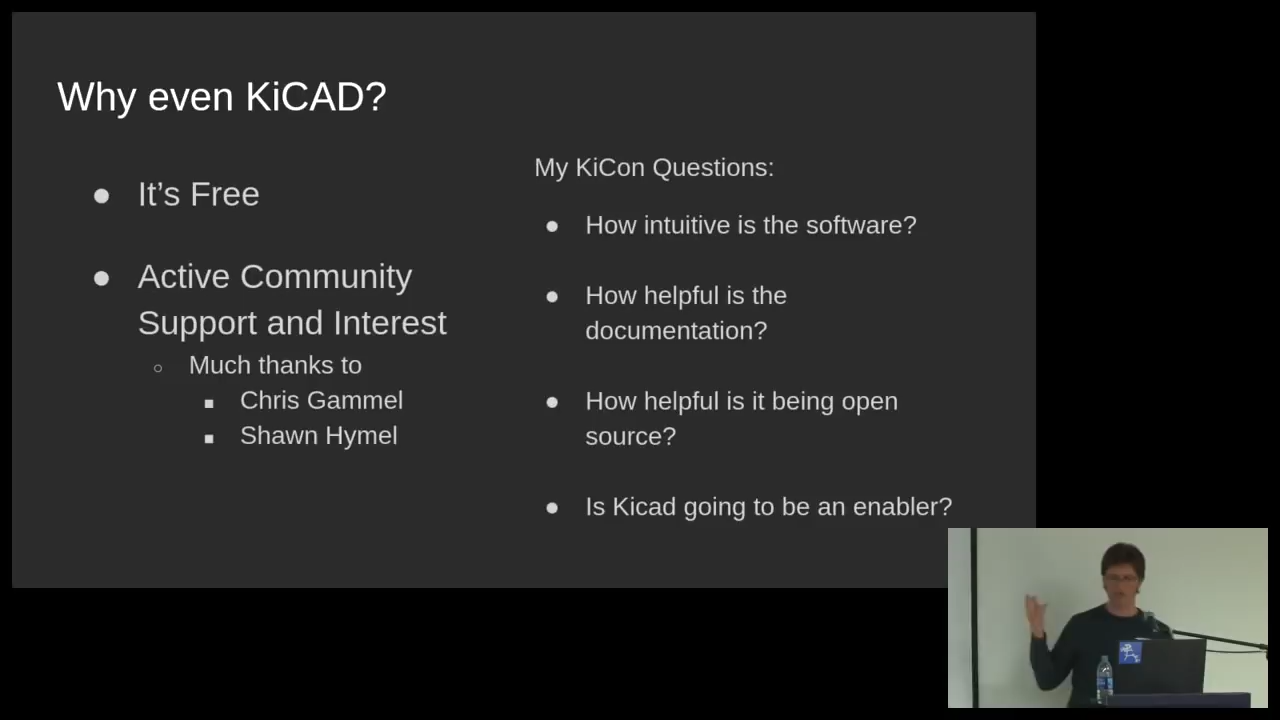 Why even KiCAD?
It’s Free
Active Community
Support and Interest
Much thanks to
Chris Gammel
Shawn Hymel
My KiCon Questions:
How intuitive is the software?
How helpful is the
documentation?
How helpful is it being open
source?
Is Kicad going to be an enabler?